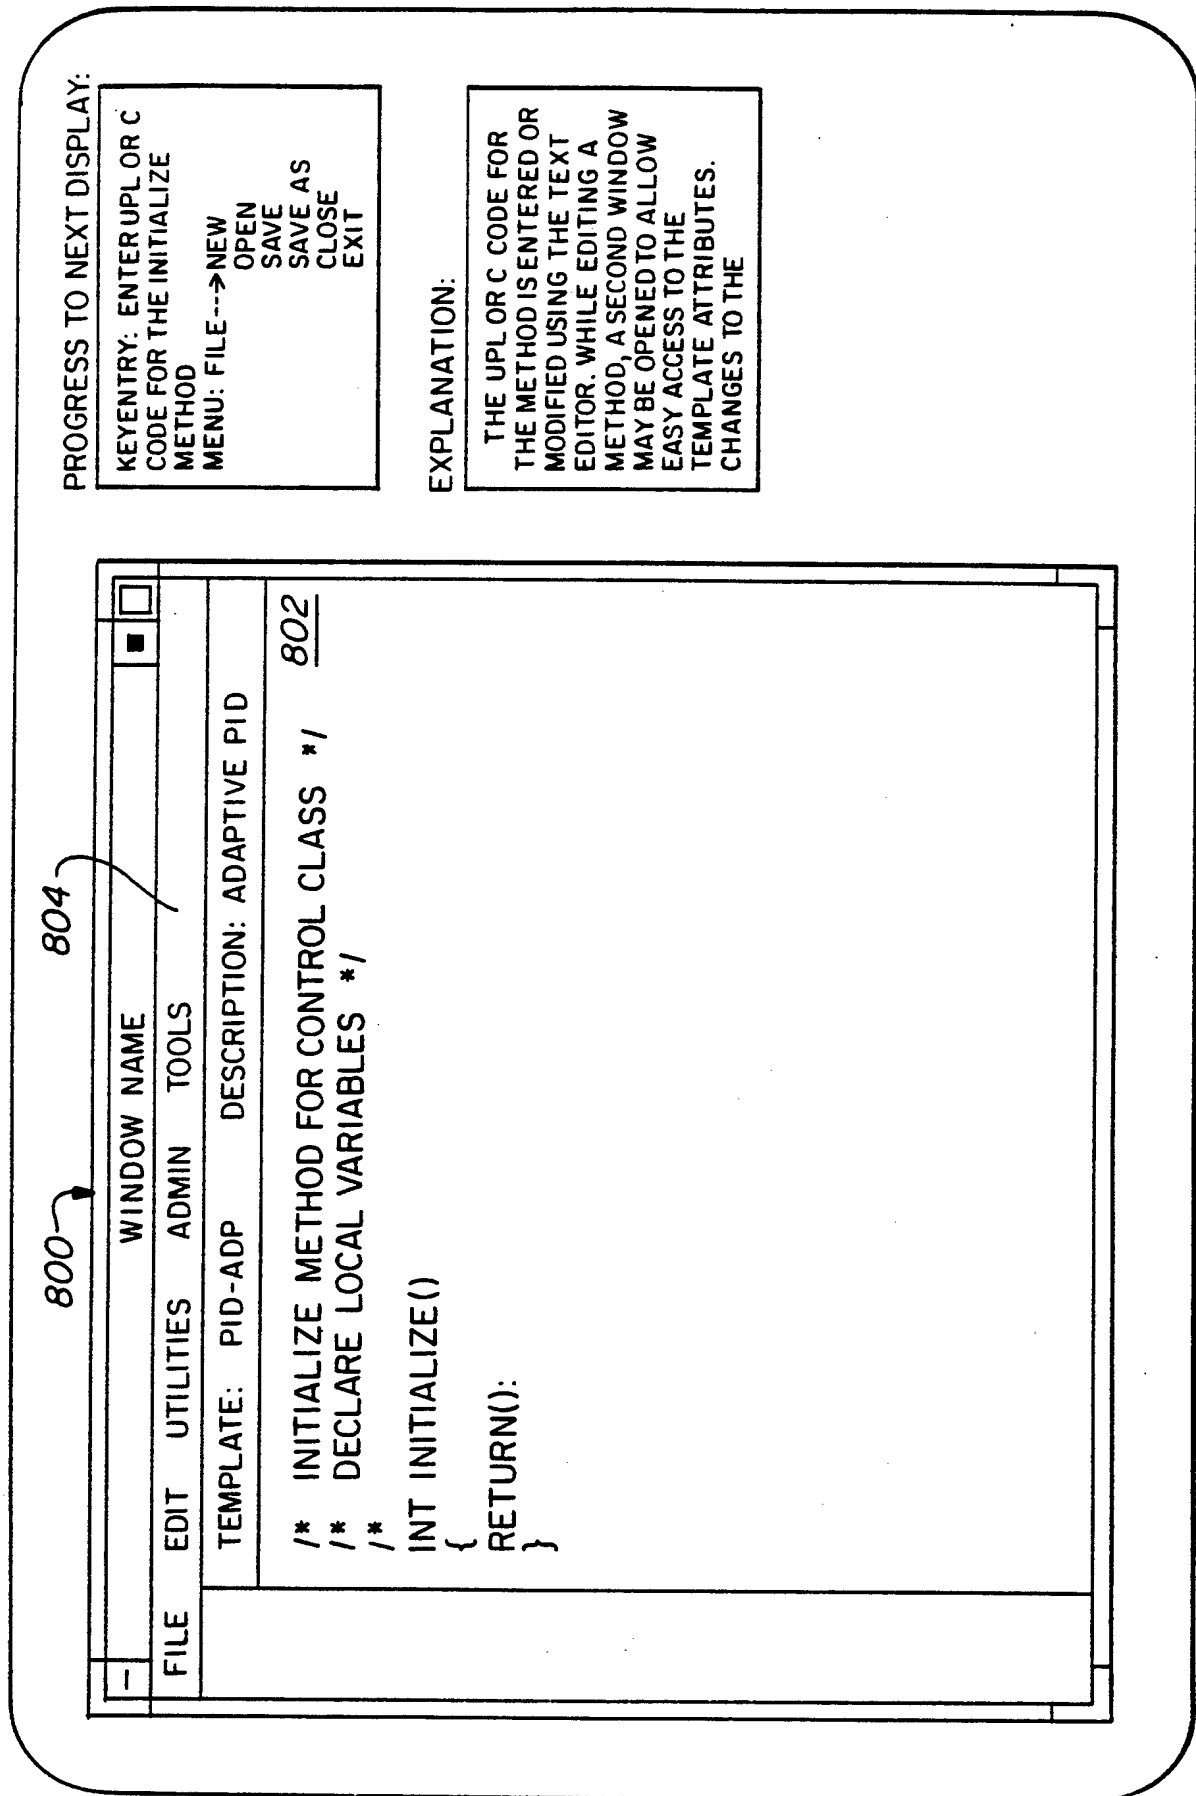 800
804
WINDOW NAME
FILE EDIT UTILITIES ADMIN TOOLS
TEMPLATE: PID-ADP DESCRIPTION: ADAPTIVE PID
802
/* INITIALIZE METHOD FOR CONTROL CLASS */
/* DECLARE LOCAL VARIABLES */
/*
INT INITIALIZE()
{
RETURN():
}
PROGRESS TO NEXT DISPLAY:
KEYENTRY: ENTER UPL OR C
CODE FOR THE INITIALIZE
METHOD
MENU: FILE--->NEW
OPEN
SAVE
SAVE AS
CLOSE
EXIT
EXPLANATION:
THE UPL OR C CODE FOR
THE METHOD IS ENTERED OR
MODIFIED USING THE TEXT
EDITOR. WHILE EDITING A
METHOD, A SECOND WINDOW
MAY BE OPENED TO ALLOW
EASY ACCESS TO THE
TEMPLATE ATTRIBUTES.
CHANGES TO THE